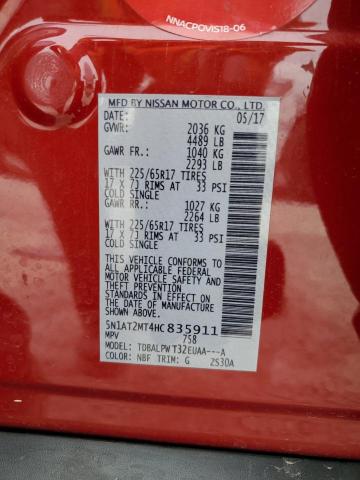 NNACPOVIS18-06
MFD BY NISSAN MOTOR CO., LTD.
DATE: 05/17
GVWR: 2036 KG
4489 LB
GAWR FR.: 1040 KG
2293 LB
WITH 225/65R17 TIRES
17 X 7J RIMS AT 33 PSI
COLD SINGLE
GAWR RR.: 1027 KG
2264 LB
WITH 225/65R17 TIRES
17 X 7J RIMS AT 33 PSI
COLD SINGLE
THIS VEHICLE CONFORMS TO
ALL APPLICABLE FEDERAL
MOTOR VEHICLE SAFETY AND
THEFT PREVENTION STANDARDS
IN EFFECT ON THE DATE OF
MANUFACTURE SHOWN ABOVE.
5N1AT2MT4HC835911
MPV 758
MODEL: TDBALPW T32EUAA---A
COLOR: NBF TRIM: G 2S30A